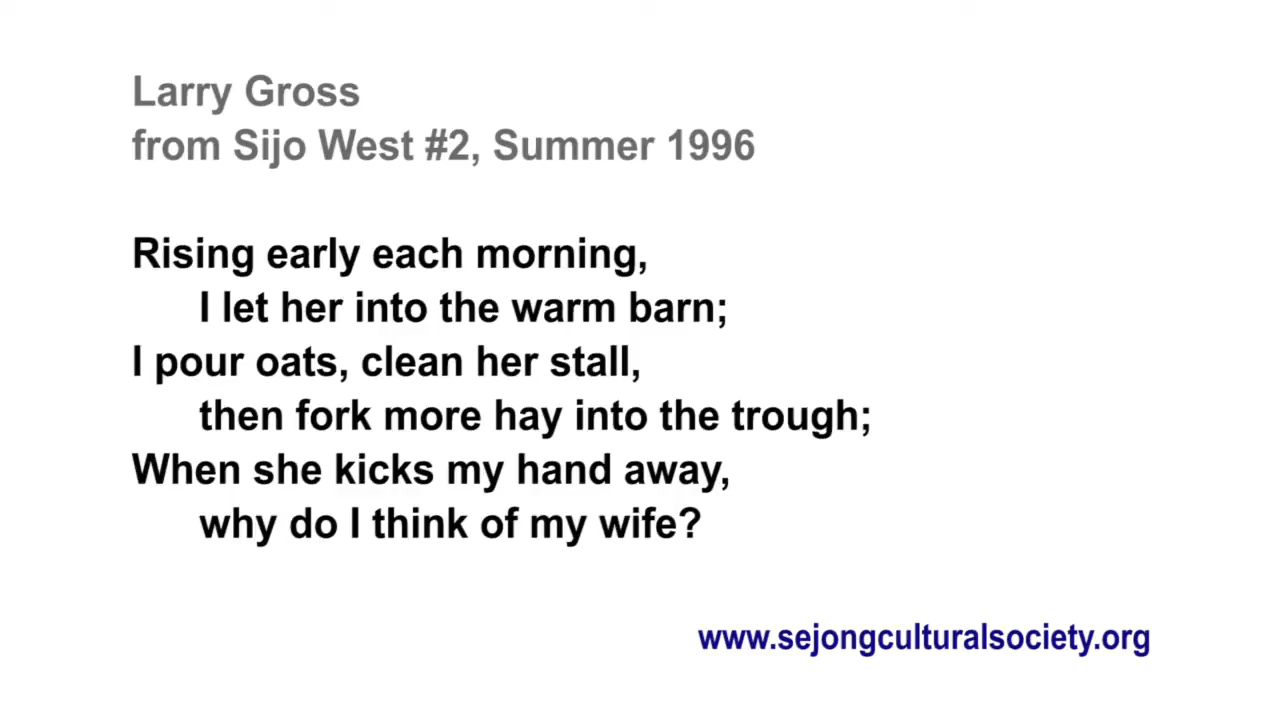 Larry Gross
from Sijo West #2, Summer 1996
Rising early each morning,
I let her into the warm barn;
I pour oats, clean her stall,
then fork more hay into the trough;
When she kicks my hand away,
why do I think of my wife?
www.sejongculturalsociety.org